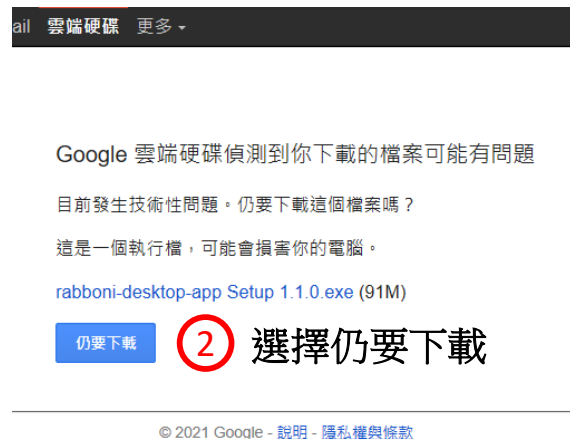 ail 雲端硬碟 更多
Google 雲端硬碟偵測到你下載的檔案可能有問題
目前發生技術性問題。仍要下載這個檔案嗎？
這是一個執行檔，可能會損害你的電腦。
rabboni-desktop-app Setup 1.1.0.exe (91M)
仍要下載 2 選擇仍要下載
© 2021 Google - 說明 - 隱私權與條款